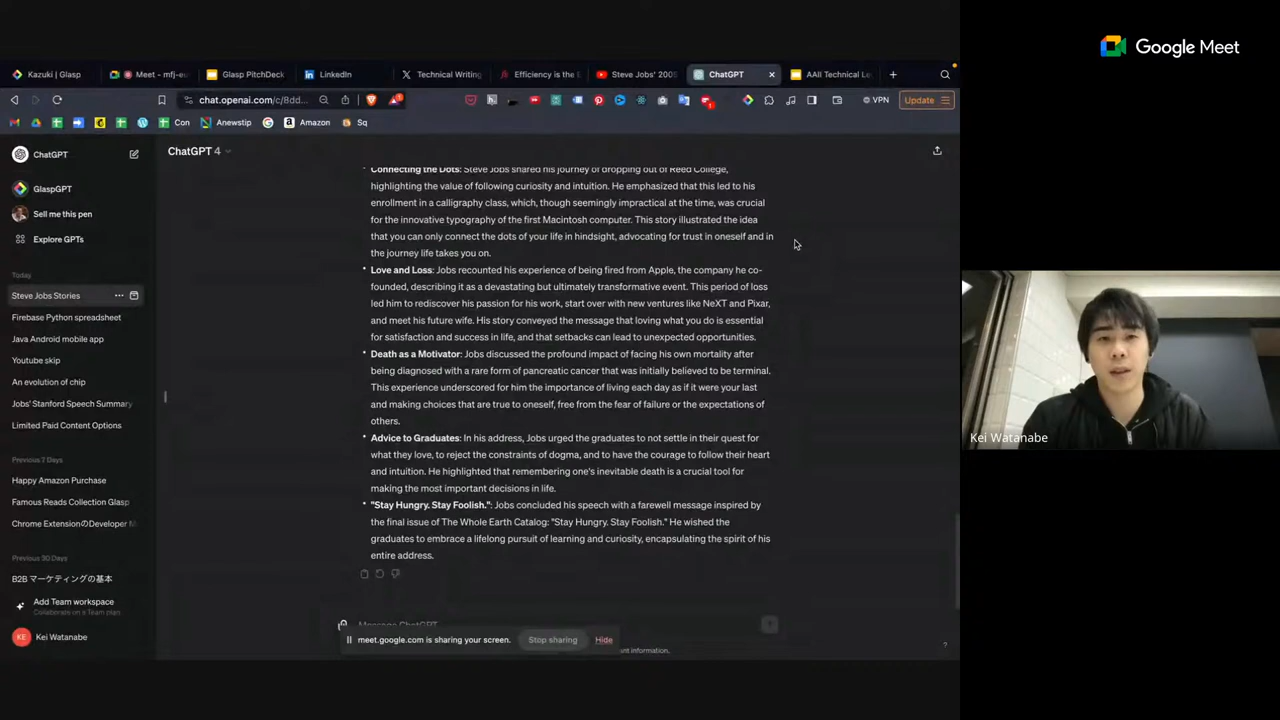 Google Meet
Kazuki | Glasp
Meet - mfj-e
Glasp PitchDeck
LinkedIn
Technical Writing
Efficiency is the E
Steve Jobs' 2005
ChatGPT
AAII Technical Le
chat.openai.com/c/8dd...
VPN
Update
Con
Anewstip
Amazon
Sq
ChatGPT
ChatGPT 4
GlaspGPT
Sell me this pen
Explore GPTs
Today
Steve Jobs Stories
Firebase Python spreadsheet
Java Android mobile app
Youtube skip
An evolution of chip
Jobs' Stanford Speech Summary
Limited Paid Content Options
Previous 7 Days
Happy Amazon Purchase
Famous Reads Collection Glasp
Chrome ExtensionのDeveloper M
Previous 30 Days
B2B マーケティングの基本
Add Team workspace
Collaborate on a Team plan
KE Kei Watanabe
• Connecting the Dots: Steve Jobs shared his journey of dropping out of Reed College,
highlighting the value of following curiosity and intuition. He emphasized that this led to his
enrollment in a calligraphy class, which, though seemingly impractical at the time, was crucial
for the innovative typography of the first Macintosh computer. This story illustrated the idea
that you can only connect the dots of your life in hindsight, advocating for trust in oneself and in
the journey life takes you on.
• Love and Loss: Jobs recounted his experience of being fired from Apple, the company he co-
founded, describing it as a devastating but ultimately transformative event. This period of loss
led him to rediscover his passion for his work, start over with new ventures like NeXT and Pixar,
and meet his future wife. His story conveyed the message that loving what you do is essential
for satisfaction and success in life, and that setbacks can lead to unexpected opportunities.
• Death as a Motivator: Jobs discussed the profound impact of facing his own mortality after
being diagnosed with a rare form of pancreatic cancer that was initially believed to be terminal.
This experience underscored for him the importance of living each day as if it were your last
and making choices that are true to oneself, free from the fear of failure or the expectations of
others.
• Advice to Graduates: In his address, Jobs urged the graduates to not settle in their quest for
what they love, to reject the constraints of dogma, and to have the courage to follow their heart
and intuition. He highlighted that remembering one's inevitable death is a crucial tool for
making the most important decisions in life.
• "Stay Hungry. Stay Foolish.": Jobs concluded his speech with a farewell message inspired by
the final issue of The Whole Earth Catalog: "Stay Hungry. Stay Foolish." He wished the
graduates to embrace a lifelong pursuit of learning and curiosity, encapsulating the spirit of his
entire address.
Message ChatGPT
meet.google.com is sharing your screen.
Stop sharing
Hide
information.
?
Kei Watanabe